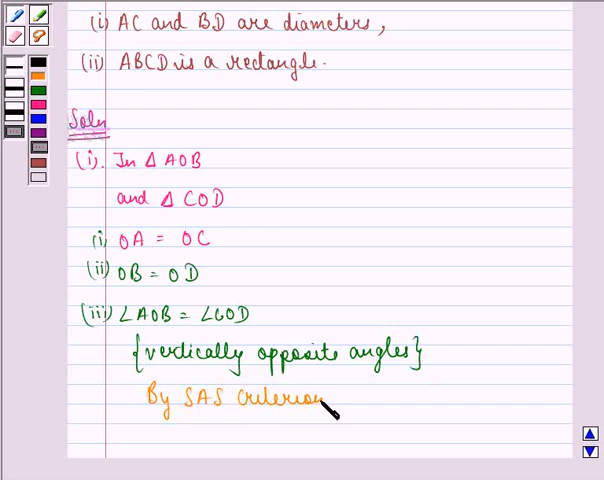 (i) AC and BD are diameters,
(ii) ABCD is a rectangle.
Soln
(i). In Δ AOB
and Δ COD
(i) OA = OC
(ii) OB = OD
(iii) ∠AOB = ∠COD
{vertically opposite angles}
By SAS Criterion